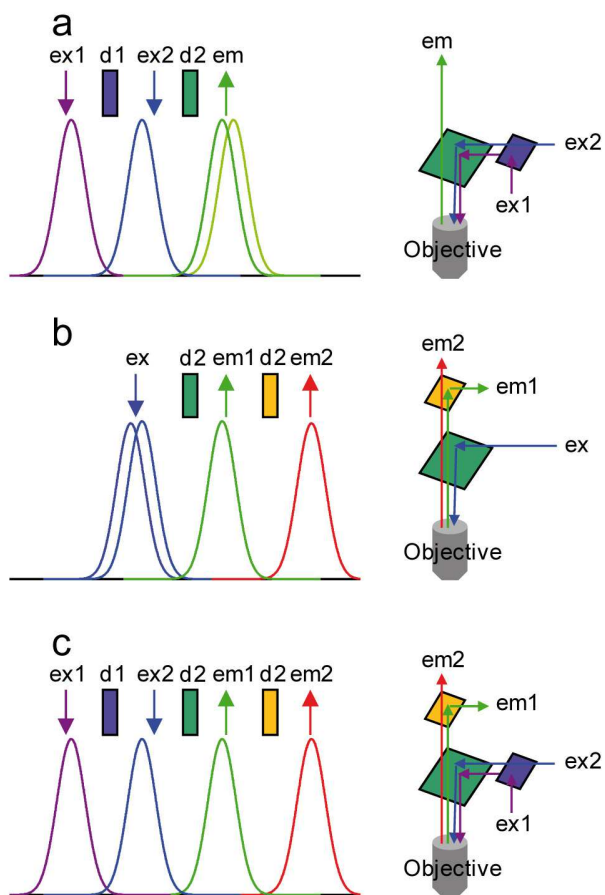 a
ex1 d1 ex2 d2 em
em
ex2
ex1
Objective
b
ex d2 em1 d2 em2
em2
em1
ex
Objective
c
ex1 d1 ex2 d2 em1 d2 em2
em2
em1
ex2
ex1
Objective